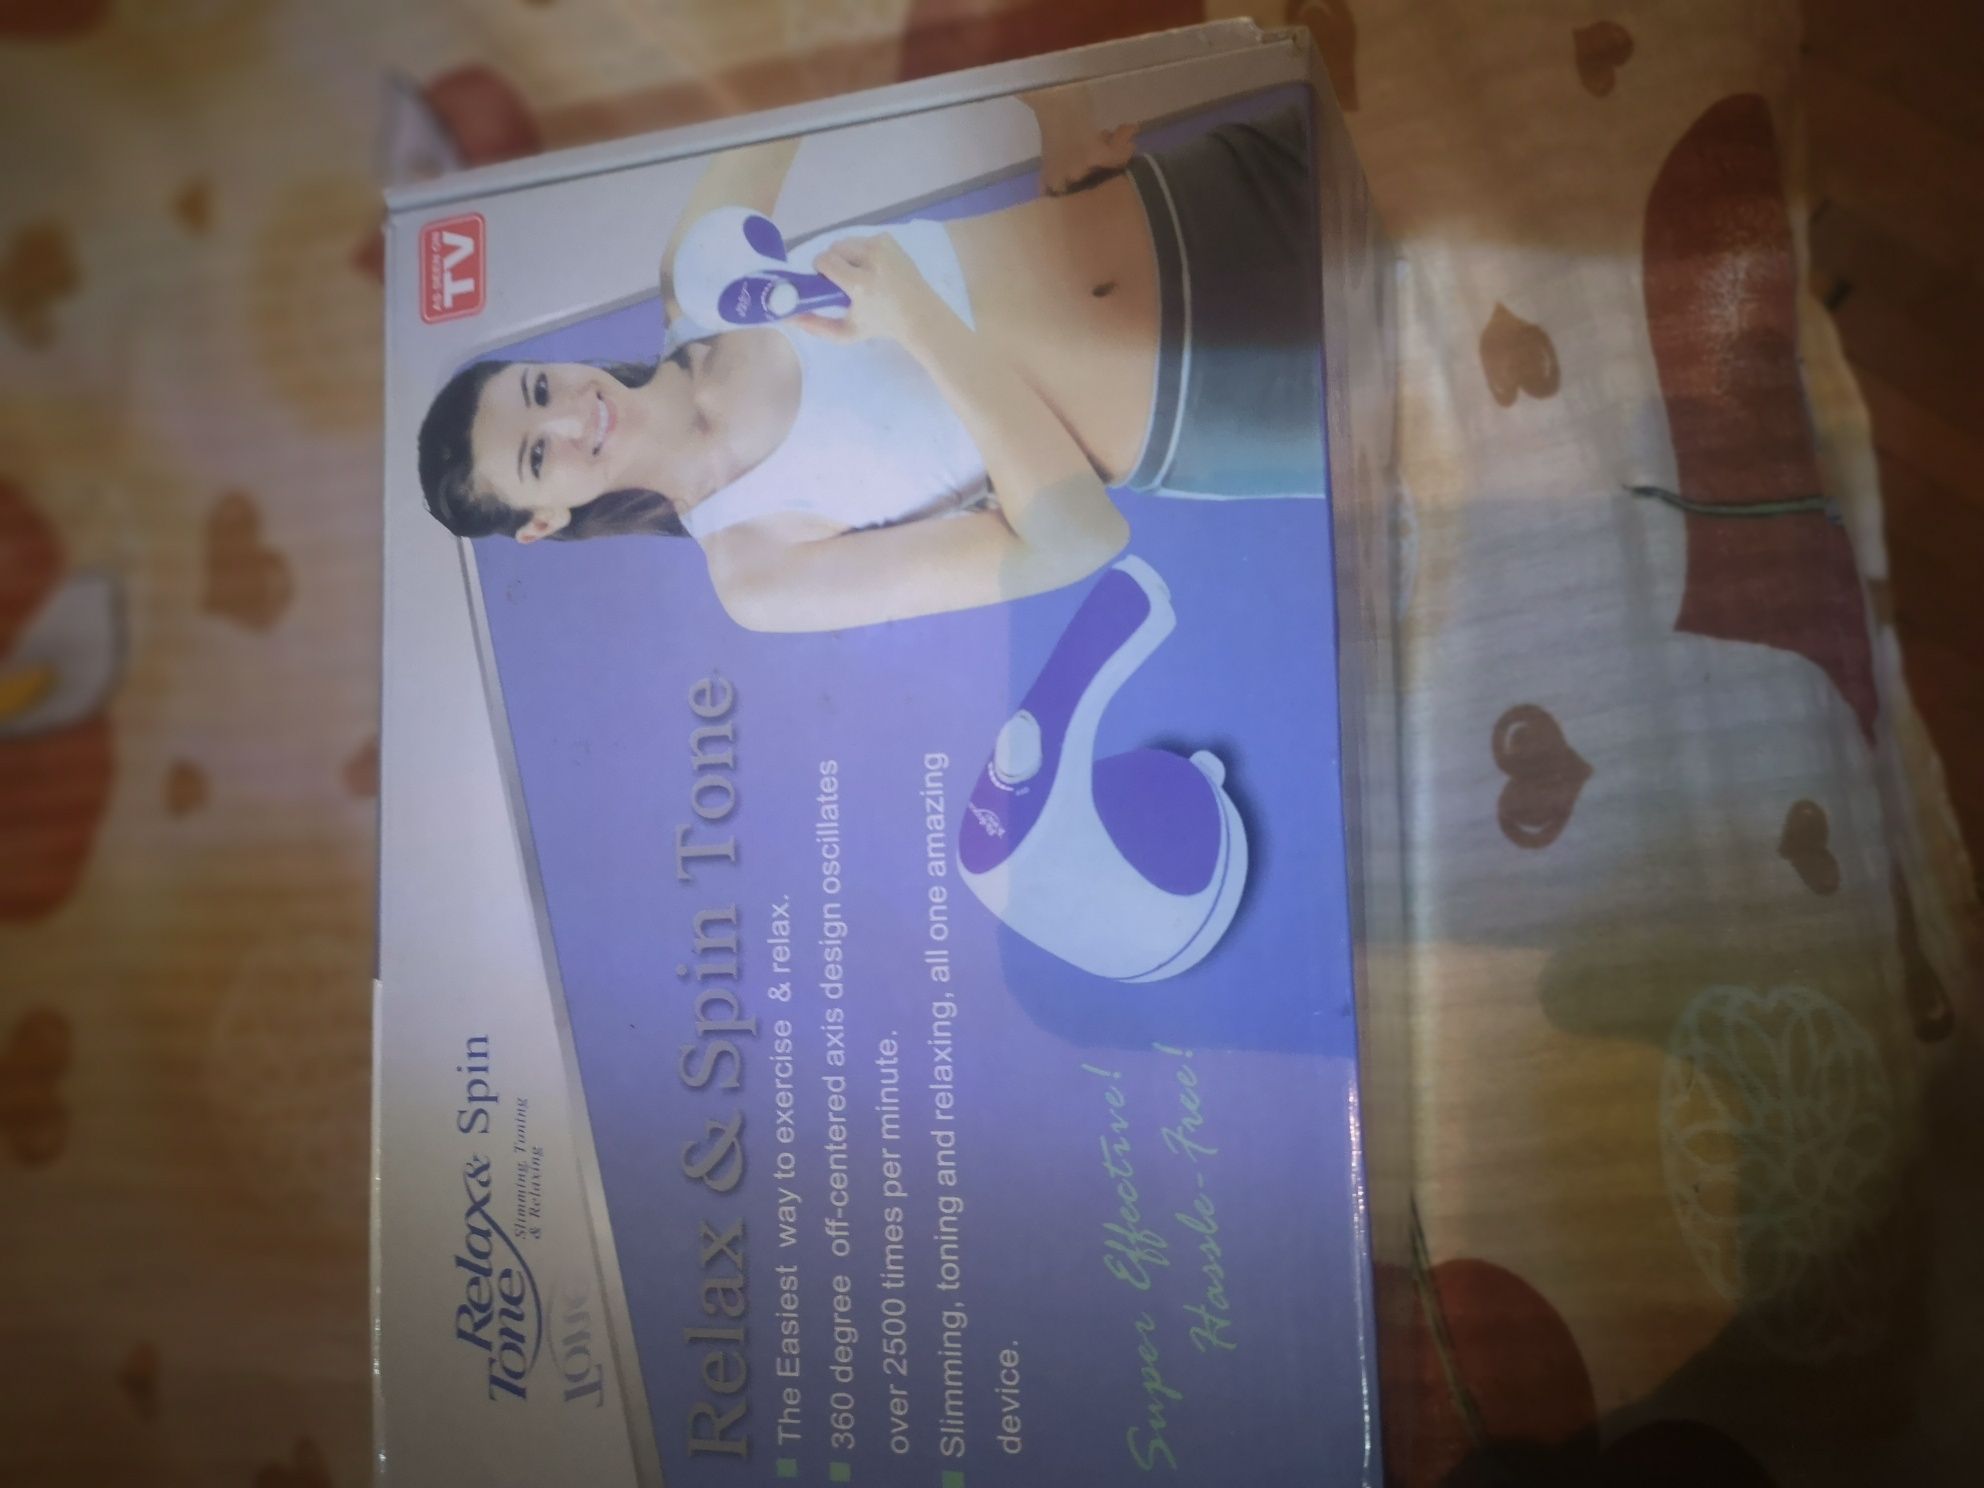 AS SEEN ON
TV
Relax & Spin
Tone
Slimming, Toning
& Relaxing
Relax & Spin Tone
The Easiest way to exercise & relax.
360 degree off-centered axis design oscillates
over 2500 times per minute.
Slimming, toning and relaxing, all one amazing
device.
Super Effective!
Hassle-Free!